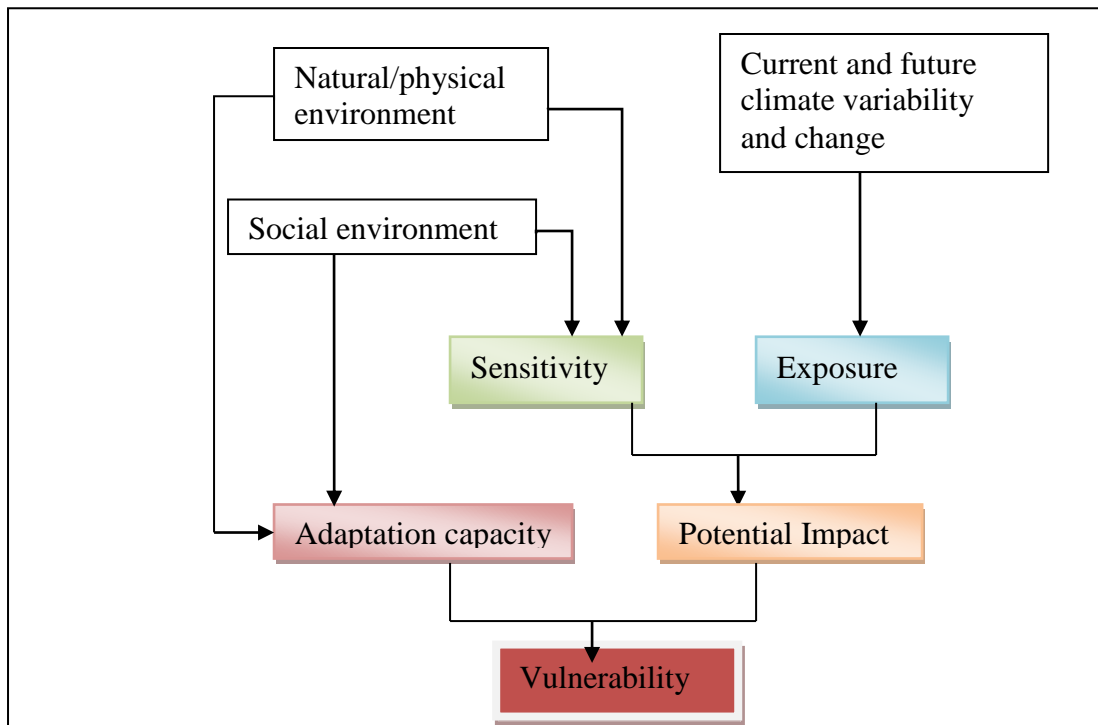 Natural/physical
environment
Current and future
climate variability
and change
Social environment
Sensitivity
Exposure
Adaptation capacity
Potential Impact
Vulnerability